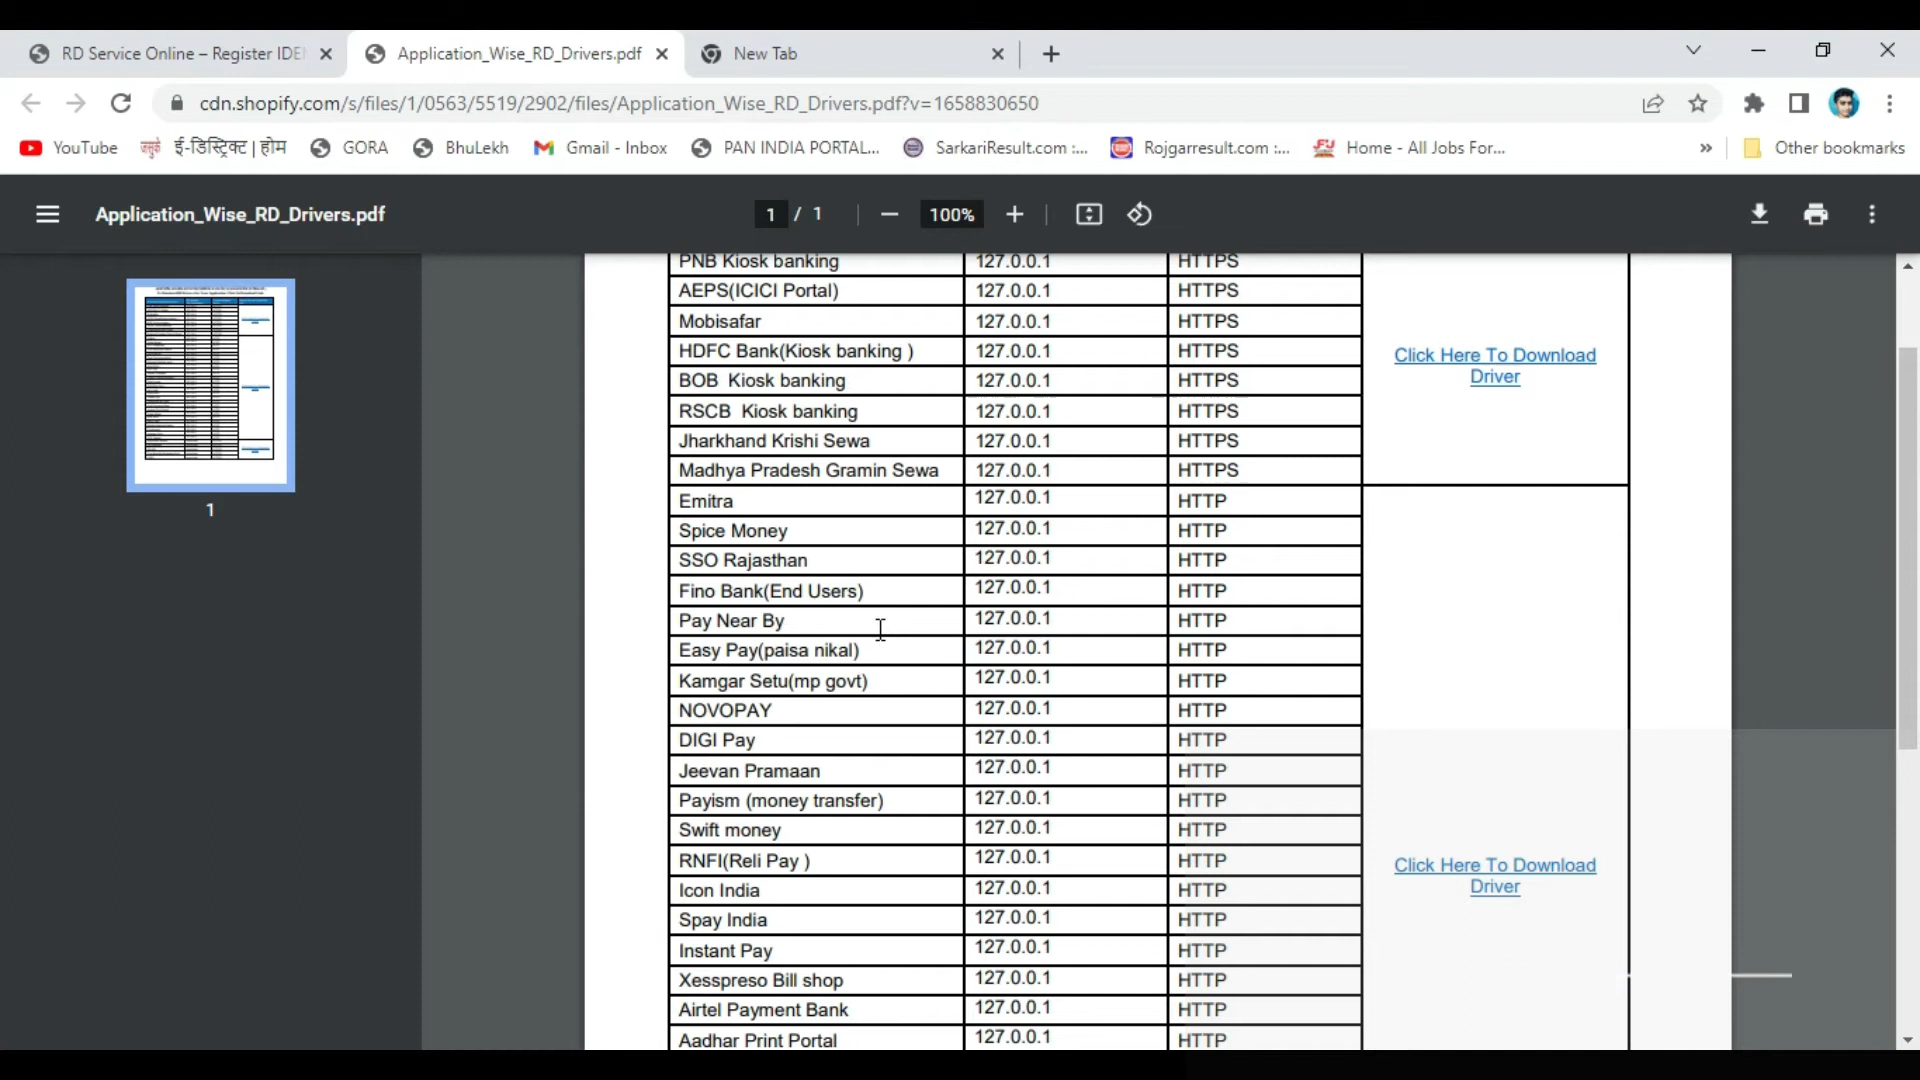 RD Service Online – Register IDE
Application_Wise_RD_Drivers.pdf
New Tab
cdn.shopify.com/s/files/1/0563/5519/2902/files/Application_Wise_RD_Drivers.pdf?v=1658830650
YouTube
ई-डिस्ट्रिक्ट | होम
GORA
BhuLekh
Gmail - Inbox
PAN INDIA PORTAL...
SarkariResult.com :...
Rojgarresult.com :...
Home - All Jobs For...
»
Other bookmarks
Application_Wise_RD_Drivers.pdf
1 / 1
100%
1
PNB Kiosk banking 127.0.0.1 HTTPS
AEPS(ICICI Portal) 127.0.0.1 HTTPS
Mobisafar 127.0.0.1 HTTPS
HDFC Bank(Kiosk banking ) 127.0.0.1 HTTPS
Click Here To Download
Driver
BOB Kiosk banking 127.0.0.1 HTTPS
RSCB Kiosk banking 127.0.0.1 HTTPS
Jharkhand Krishi Sewa 127.0.0.1 HTTPS
Madhya Pradesh Gramin Sewa 127.0.0.1 HTTPS
Emitra 127.0.0.1 HTTP
Spice Money 127.0.0.1 HTTP
SSO Rajasthan 127.0.0.1 HTTP
Fino Bank(End Users) 127.0.0.1 HTTP
Pay Near By 127.0.0.1 HTTP
Easy Pay(paisa nikal) 127.0.0.1 HTTP
Kamgar Setu(mp govt) 127.0.0.1 HTTP
NOVOPAY 127.0.0.1 HTTP
DIGI Pay 127.0.0.1 HTTP
Jeevan Pramaan 127.0.0.1 HTTP
Payism (money transfer) 127.0.0.1 HTTP
Swift money 127.0.0.1 HTTP
RNFI(Reli Pay ) 127.0.0.1 HTTP
Click Here To Download
Driver
Icon India 127.0.0.1 HTTP
Spay India 127.0.0.1 HTTP
Instant Pay 127.0.0.1 HTTP
Xesspreso Bill shop 127.0.0.1 HTTP
Airtel Payment Bank 127.0.0.1 HTTP
Aadhar Print Portal 127.0.0.1 HTTP